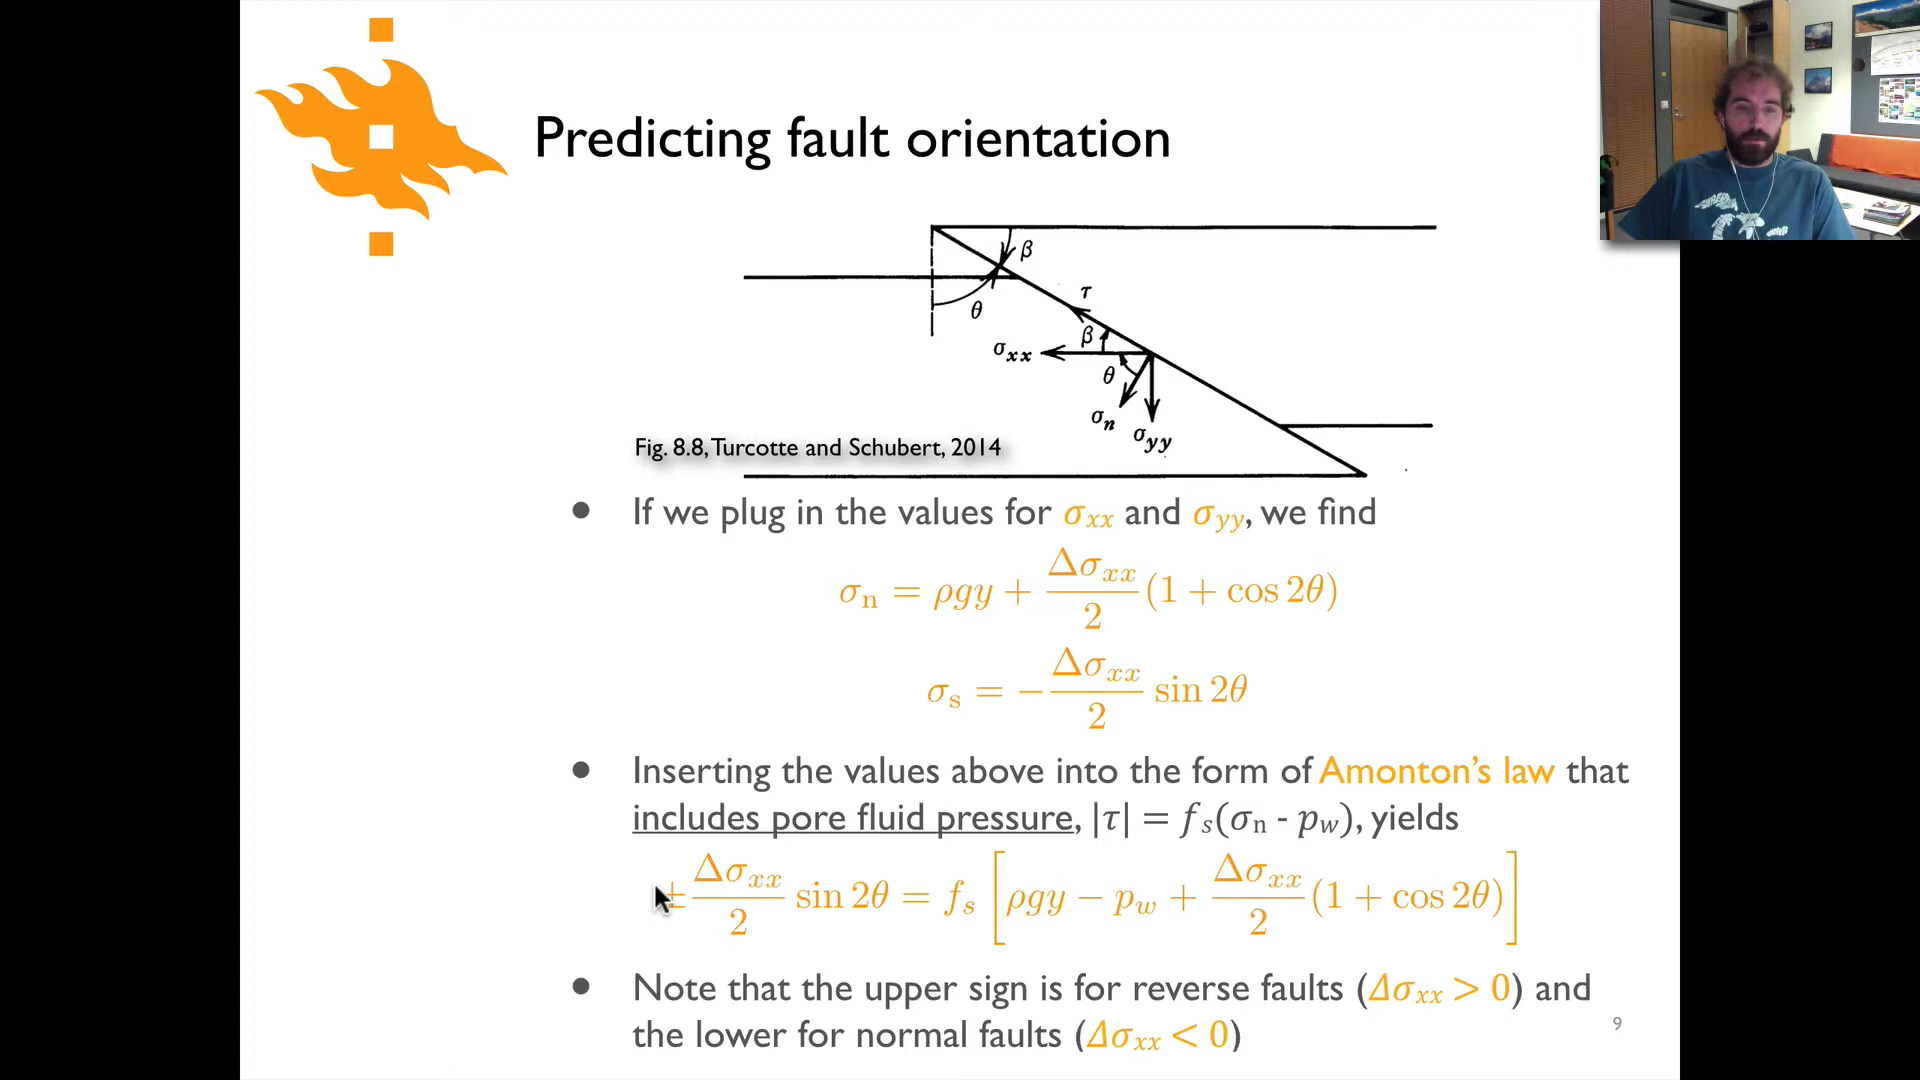 Predicting fault orientation
β
θ
τ
β
σxx
θ
σn
σyy
Fig. 8.8, Turcotte and Schubert, 2014
• If we plug in the values for σxx and σyy, we find
σn = ρgy + Δσxx/2 (1 + cos 2θ)
σs = −Δσxx/2 sin 2θ
• Inserting the values above into the form of Amonton's law that
includes pore fluid pressure, |τ| = fs(σn - pw), yields
± Δσxx/2 sin 2θ = fs [ρgy − pw + Δσxx/2 (1 + cos 2θ)]
• Note that the upper sign is for reverse faults (Δσxx > 0) and
the lower for normal faults (Δσxx < 0)
9